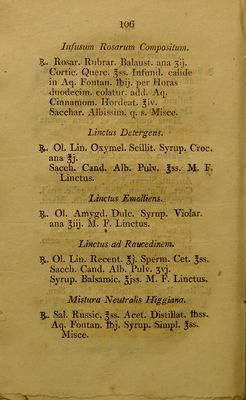 106
Infusum Rosarum Compositum.
℞. Rosar. Rubrar. Balaust. ana ʒij.
Cortic. Querc. ℥ss. Infund. calide
in Aq. Fontan. ℔ij. per Horas
duodecim. colatur. add. Aq.
Cinnamom. Hordeat. ℥iv.
Sacchar. Albissim. q. s. Misce.
Linctus Detergens.
℞. Ol. Lin. Oxymel. Scillit. Syrup. Croc.
ana ℥j.
Sacch. Cand. Alb. Pulv. ℥ss. M. F.
Linctus.
Linctus Emolliens.
℞. Ol. Amygd. Dulc. Syrup. Violar.
ana ℥iij. M. F. Linctus.
Linctus ad Raucedinem.
℞. Ol. Lin. Recent. ℥j. Sperm. Cet. ℥ss.
Sacch. Cand. Alb. Pulv. ʒvj.
Syrup. Balsamic. ℥jss. M. F. Linctus.
Mistura Neutralis Higgiana.
℞. Sal. Russic. ℥ss. Acet. Distillat. ℔ss.
Aq. Fontan. ℔j. Syrup. Simpl. ℥ss.
Misce.